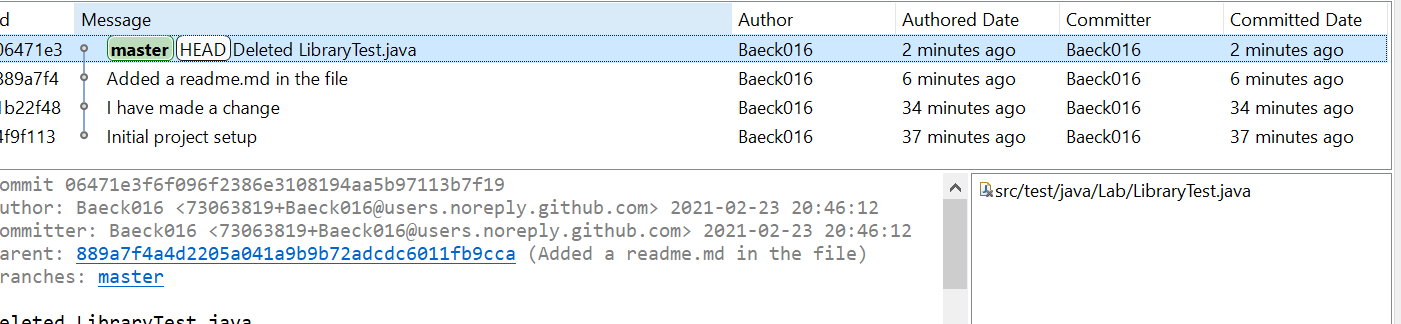 d Message Author Authored Date Committer Committed Date
06471e3 master HEAD Deleted LibraryTest.java Baeck016 2 minutes ago Baeck016 2 minutes ago
889a7f4 Added a readme.md in the file Baeck016 6 minutes ago Baeck016 6 minutes ago
1b22f48 I have made a change Baeck016 34 minutes ago Baeck016 34 minutes ago
4f9f113 Initial project setup Baeck016 37 minutes ago Baeck016 37 minutes ago
ommit 06471e3f6f096f2386e3108194aa5b97113b7f19
uthor: Baeck016 <73063819+Baeck016@users.noreply.github.com> 2021-02-23 20:46:12
ommitter: Baeck016 <73063819+Baeck016@users.noreply.github.com> 2021-02-23 20:46:12
arent: 889a7f4a4d2205a041a9b9b72adcdc6011fb9cca (Added a readme.md in the file)
ranches: master
eleted LibraryTest.java
src/test/java/Lab/LibraryTest.java